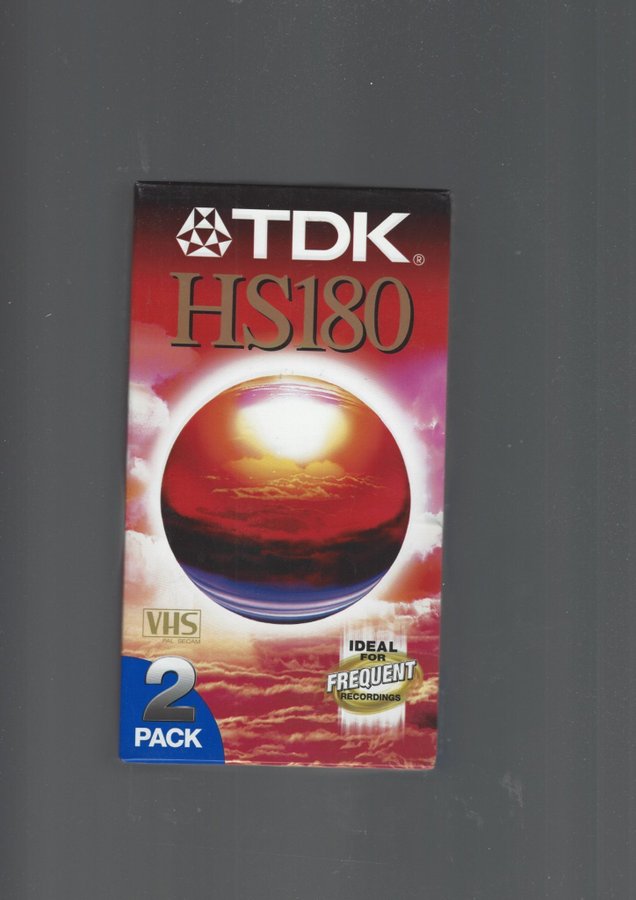 TDK®
HS180
VHS
PAL SECAM
IDEAL
FOR
FREQUENT
RECORDINGS
2
PACK